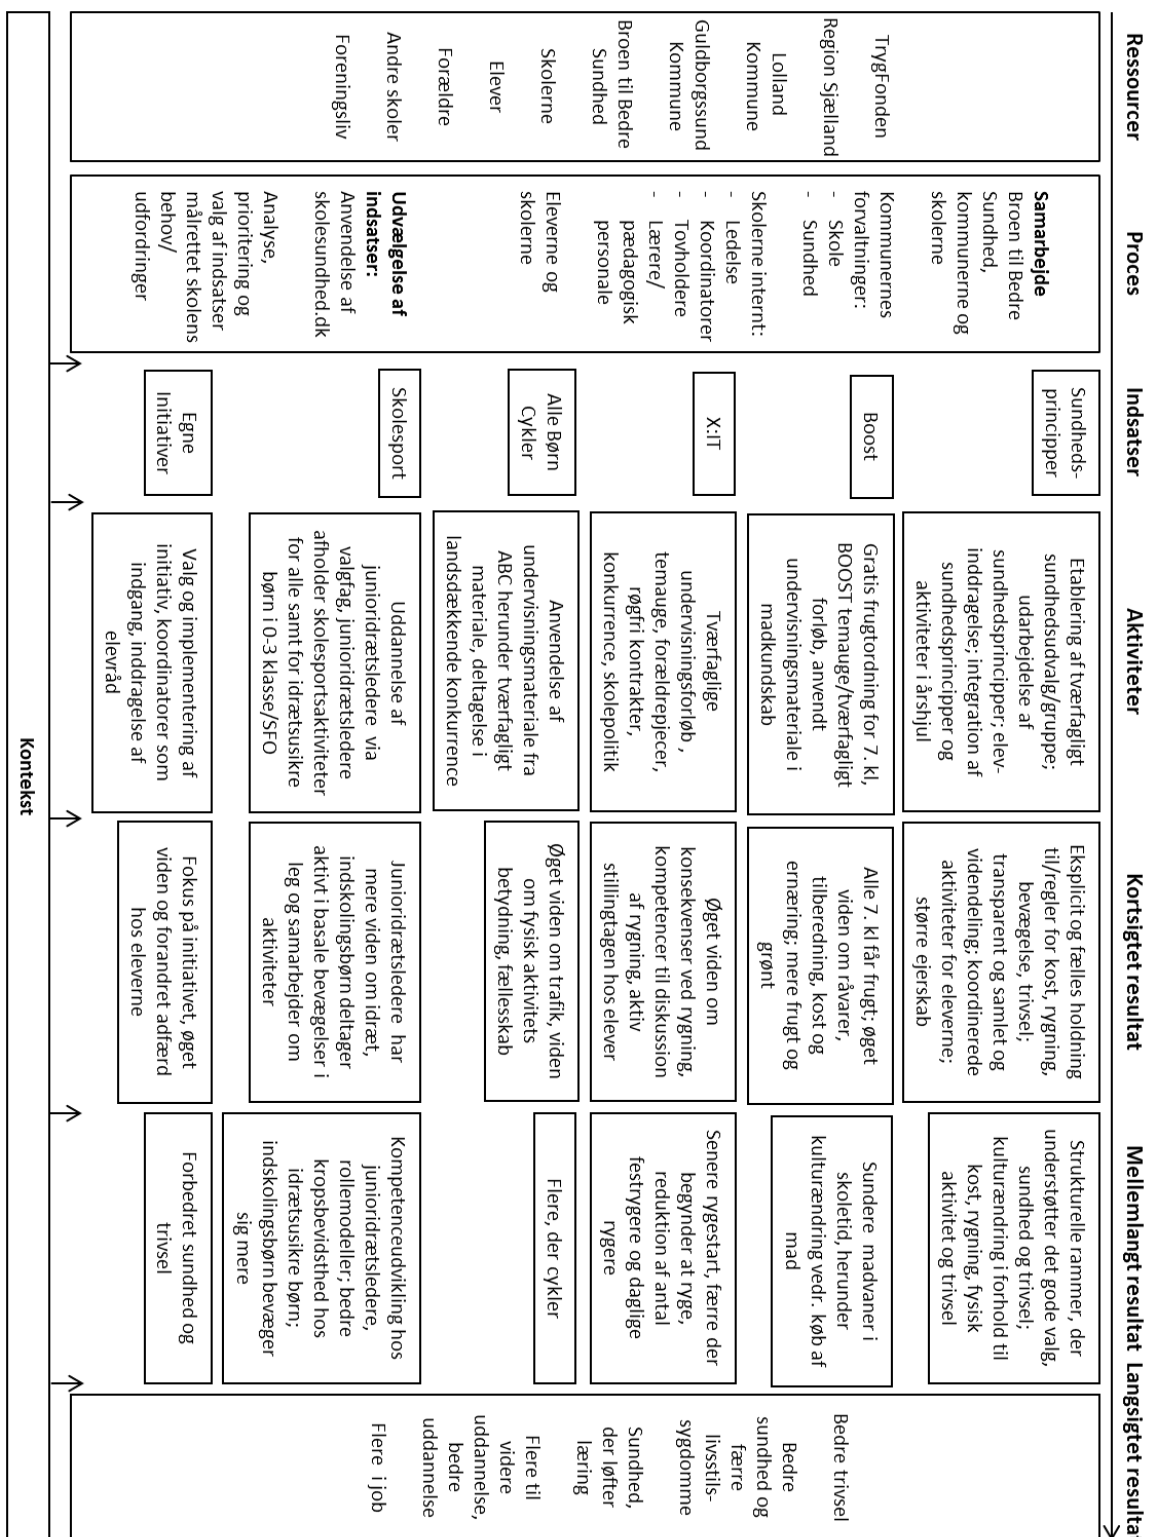 Ressourcer
TrygFonden
Region Sjælland
Lolland
Kommune
Guldborgssund
Kommune
Broen til Bedre
Sundhed
Skolerne
Elever
Forældre
Andre skoler
Foreningsliv
Proces
Samarbejde
Broen til Bedre
Sundhed,
kommunerne og
skolerne
Kommunernes
forvaltninger:
- Skole
- Sundhed
Skolerne internt:
- Ledelse
- Koordinatorer
- Tovholdere
- Lærere/
pædagogisk
personale
Eleverne og
skolerne
Udvælgelse af
indsatser:
Anvendelse af
skolesundhed.dk
Analyse,
prioritering og
valg af indsatser
målrettet skolens
behov/
udfordringer
Indsatser
Sundheds-
principper
Boost
X:IT
Alle Børn
Cykler
Skolesport
Egne
Initiativer
Aktiviteter
Etablering af tværfagligt
sundhedsudvalg/gruppe;
udarbejdelse af
sundhedsprincipper; elev-
inddragelse; integration af
sundhedsprincipper og
aktiviteter i årshjul
Gratis frugtordning for 7. kl,
BOOST temauge/tværfagligt
forløb, anvendt
undervisningsmateriale i
madkundskab
Tværfaglige
undervisningsforløb ,
temauge, forældrepjecer,
røgfri kontrakter,
konkurrence, skolepolitik
Anvendelse af
undervisningsmateriale fra
ABC herunder tværfagligt
materiale, deltagelse i
landsdækkende konkurrence
Uddannelse af
junioridrætsledere via
valgfag, junioridrætsledere
afholder skolesportsaktiviteter
for alle samt for idrætsusikre
børn i 0-3 klasse/SFO
Valg og implementering af
initiativ, koordinatorer som
indgang, inddragelse af
elevråd
Kortsigtet resultat
Eksplicit og fælles holdning
til/regler for kost, rygning,
bevægelse, trivsel;
transparent og samlet og
videndeling; koordinerede
aktiviteter for eleverne;
større ejerskab
Alle 7. kl får frugt; øget
viden om råvarer,
tilberedning, kost og
ernæring; mere frugt og
grønt
Øget viden om
konsekvenser ved rygning,
kompetencer til diskussion
af rygning, aktiv
stillingtagen hos elever
Øget viden om trafik, viden
om fysisk aktivitets
betydning, fællesskab
Junioridrætsledere har
mere viden om idræt,
indskolingsbørn deltager
aktivt i basale bevægelser i
leg og samarbejder om
aktiviteter
Fokus på initiativet, øget
viden og forandret adfærd
hos eleverne
Mellemlangt resultat
Strukturelle rammer, der
understøtter det gode valg,
sundhed og trivsel;
kulturændring i forhold til
kost, rygning, fysisk
aktivitet og trivsel
Sundere madvaner i
skoletid, herunder
kulturændring vedr. køb af
mad
Senere rygestart, færre der
begynder at ryge,
reduktion af antal
festrygere og daglige
rygere
Flere, der cykler
Kompetenceudvikling hos
junioridrætsledere,
rollemodeller; bedre
kropsbevidsthed hos
idrætsusikre børn;
indskolingsbørn bevæger
sig mere
Forbedret sundhed og
trivsel
Langsigtet resultat
Bedre trivsel
Bedre
sundhed og
færre
livsstils-
sygdomme
Sundhed,
der løfter
læring
Flere til
videre
uddannelse,
bedre
uddannelse
Flere i job
Kontekst